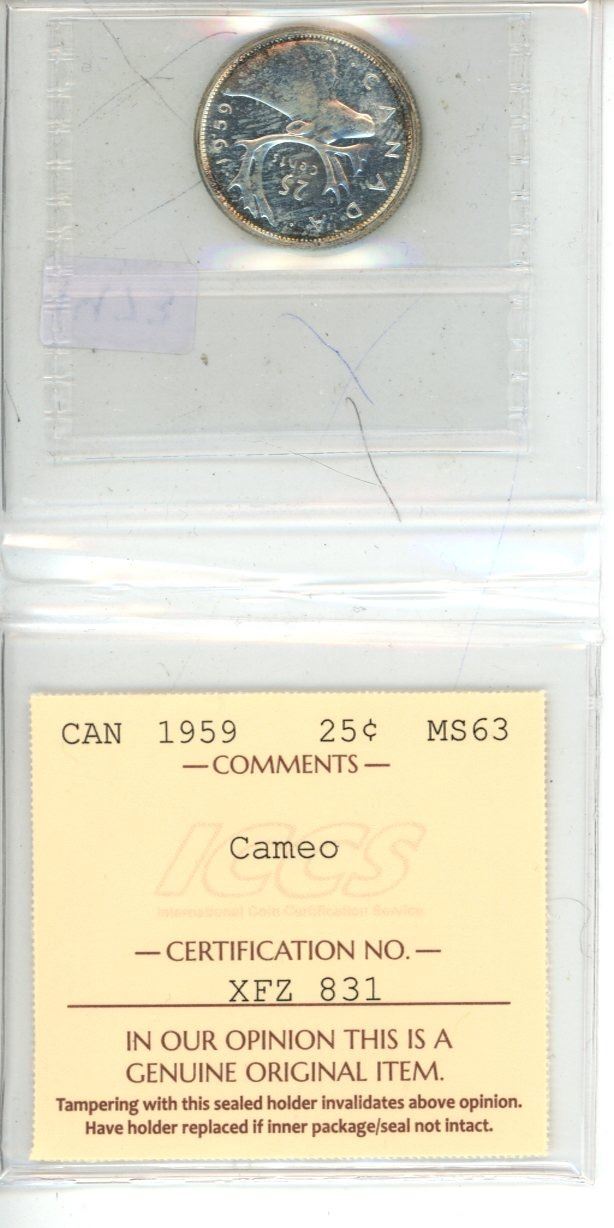 CANADA
1959
25
cents
CAN 1959 25¢ MS63
— COMMENTS —
Cameo
ICCS
International Coin Certification Service
— CERTIFICATION NO. —
XFZ 831
IN OUR OPINION THIS IS A
GENUINE ORIGINAL ITEM.
Tampering with this sealed holder invalidates above opinion.
Have holder replaced if inner package/seal not intact.